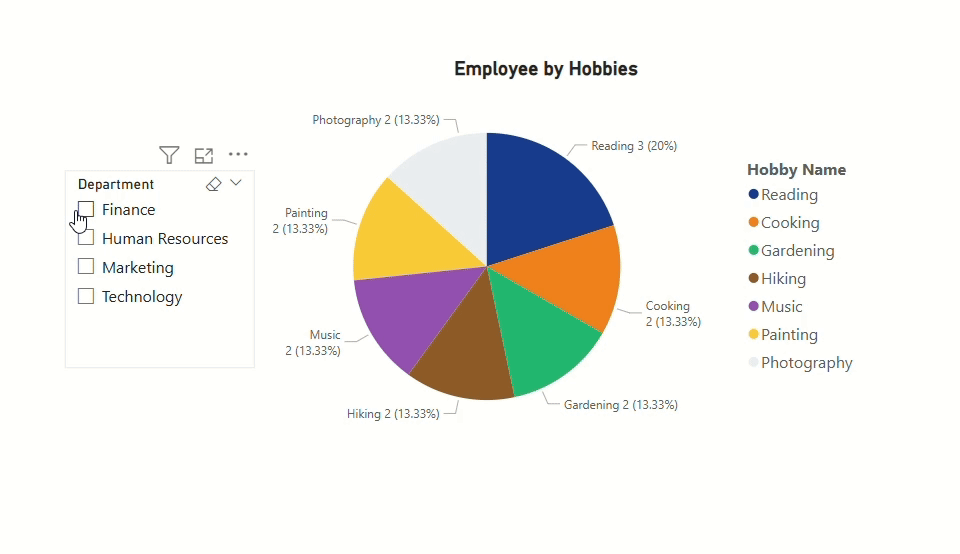 Employee by Hobbies
Department
Finance
Human Resources
Marketing
Technology
Photography 2 (13.33%)
Reading 3 (20%)
Painting
2 (13.33%)
Cooking
2 (13.33%)
Music
2 (13.33%)
Gardening 2 (13.33%)
Hiking 2 (13.33%)
Hobby Name
Reading
Cooking
Gardening
Hiking
Music
Painting
Photography